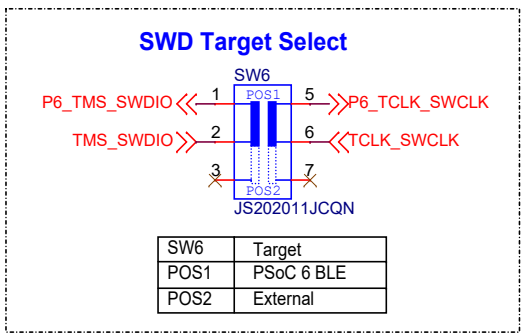 SWD Target Select
SW6
P6_TMS_SWDIO 1 POS1 5 P6_TCLK_SWCLK
TMS_SWDIO 2 6 TCLK_SWCLK
3 7
POS2
JS202011JCQN
SW6 Target
POS1 PSoC 6 BLE
POS2 External